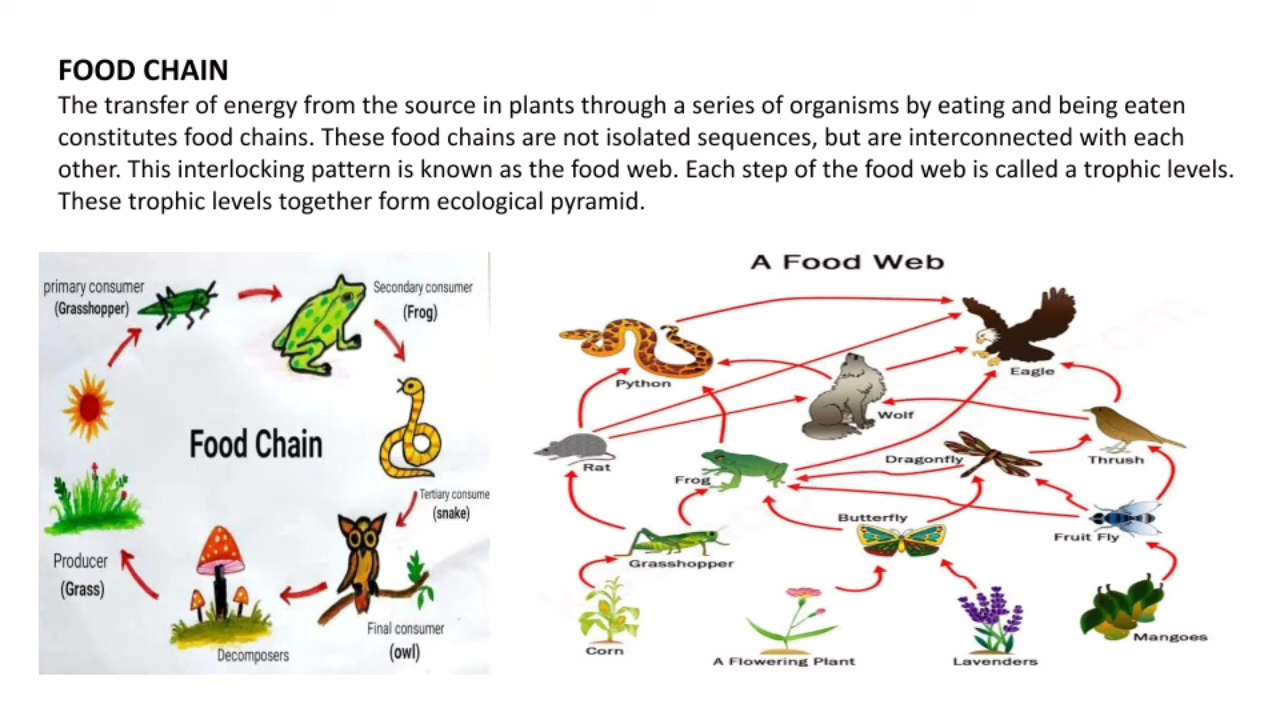 FOOD CHAIN
The transfer of energy from the source in plants through a series of organisms by eating and being eaten
constitutes food chains. These food chains are not isolated sequences, but are interconnected with each
other. This interlocking pattern is known as the food web. Each step of the food web is called a trophic levels.
These trophic levels together form ecological pyramid.
primary consumer
(Grasshopper)
Secondary consumer
(Frog)
Food Chain
Tertiary consume
(snake)
Producer
(Grass)
Final consumer
(owl)
Decomposers
A Food Web
Python
Eagle
Wolf
Rat
Frog
Dragonfly
Thrush
Butterfly
Fruit Fly
Grasshopper
Corn
A Flowering Plant
Lavenders
Mangoes